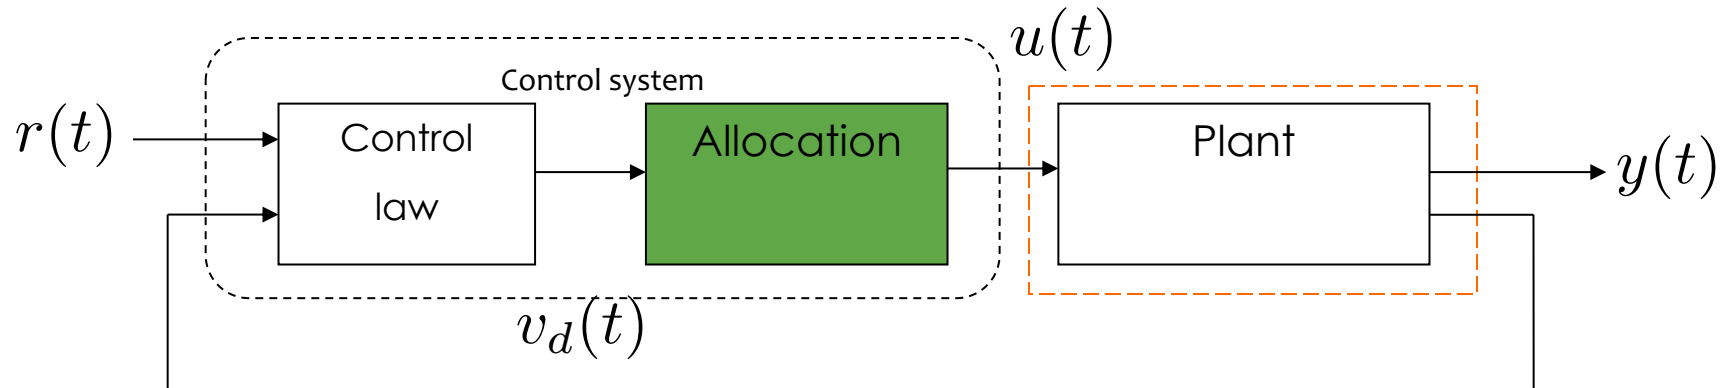 u(t)
Control system
r(t)
Control
law
Allocation
Plant
y(t)
v_d(t)